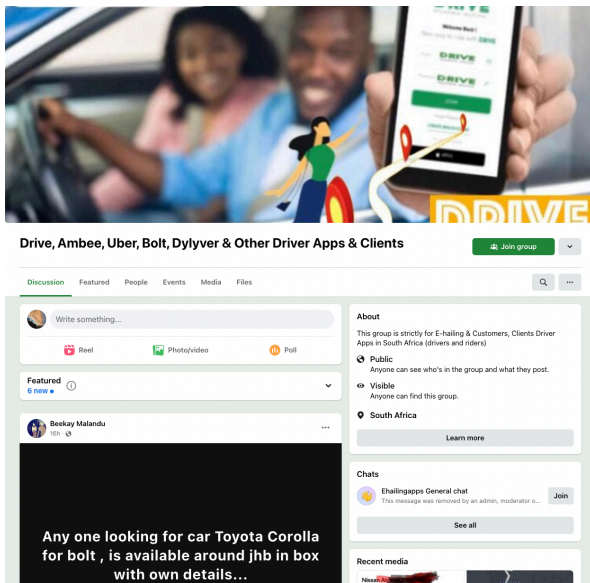 DRIVE
Welcome Back !
DRIVE
DRIVE
DRIVE
Drive, Ambee, Uber, Bolt, Dylyver & Other Driver Apps & Clients
Join group
Discussion Featured People Events Media Files
Write something...
Reel Photo/video Poll
Featured
6 new
Beekay Malandu
16h
Any one looking for car Toyota Corolla
for bolt , is available around jhb in box
with own details...
About
This group is strictly for E-hailing & Customers, Clients Driver
Apps in South Africa (drivers and riders)
Public
Anyone can see who's in the group and what they post.
Visible
Anyone can find this group.
South Africa
Learn more
Chats
Ehailingapps General chat
This message was removed by an admin, moderator o...
Join
See all
Recent media
Nissan